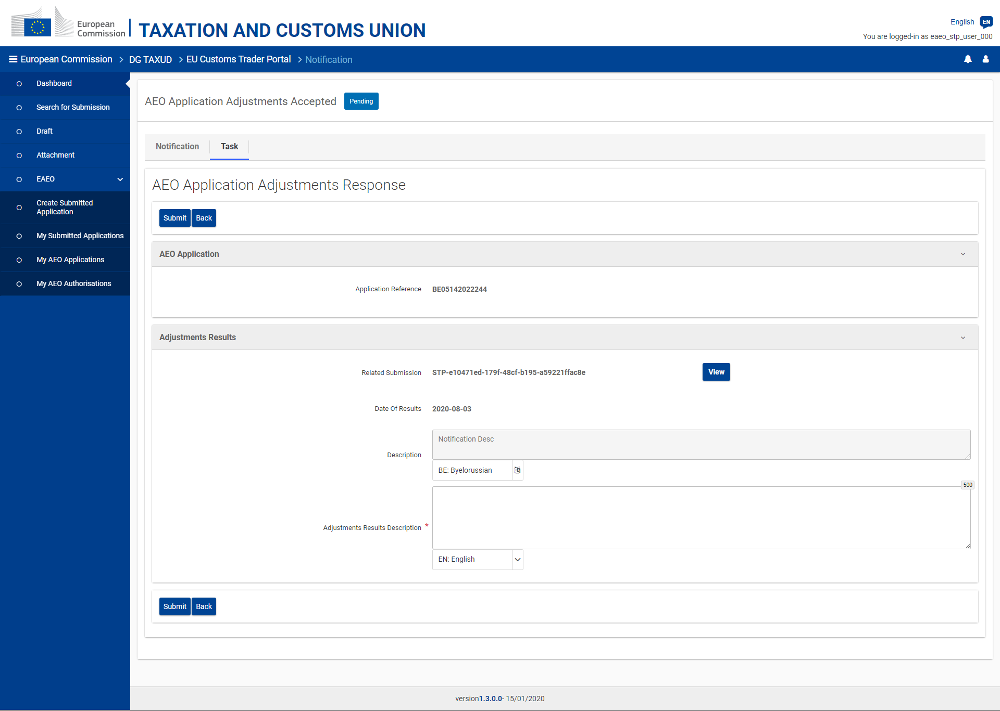 European
Commission
TAXATION AND CUSTOMS UNION
English EN
You are logged-in as eaeo_stp_user_000
European Commission > DG TAXUD > EU Customs Trader Portal > Notification
Dashboard
Search for Submission
Draft
Attachment
EAEO
Create Submitted
Application
My Submitted Applications
My AEO Applications
My AEO Authorisations
AEO Application Adjustments Accepted Pending
Notification Task
AEO Application Adjustments Response
Submit Back
AEO Application
Application Reference BE05142022244
Adjustments Results
Related Submission STP-e10471ed-179f-48cf-b195-a59221ffac8e View
Date Of Results 2020-08-03
Description Notification Desc
BE: Byelorussian
500
Adjustments Results Description *
EN: English
Submit Back
version1.3.0.0- 15/01/2020